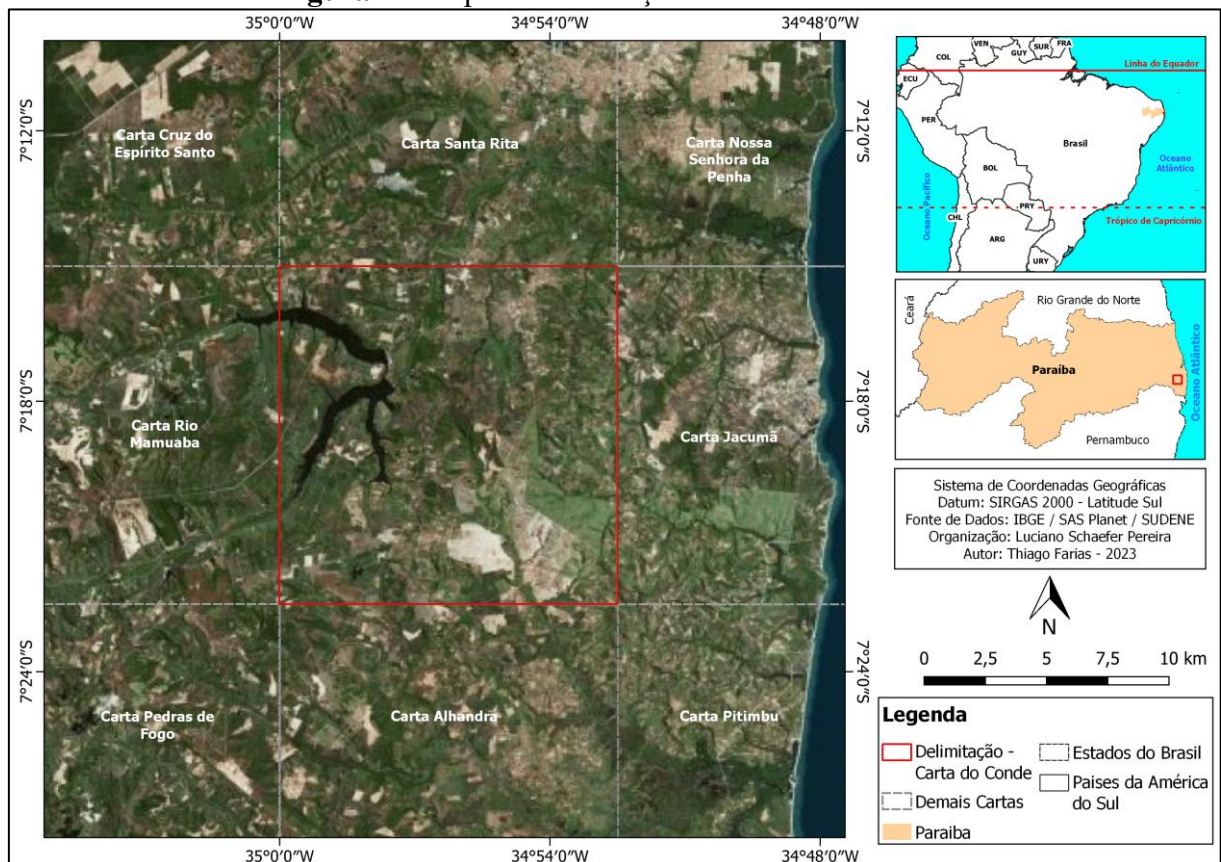 35°0′0″W
34°54′0″W
34°48′0″W
7°12′0″S
7°12′0″S
7°18′0″S
7°18′0″S
7°24′0″S
7°24′0″S
Carta Cruz do
Espírito Santo
Carta Santa Rita
Carta Nossa
Senhora da
Penha
Carta Rio
Mamuaba
Carta Jacumã
Carta Pedras de
Fogo
Carta Alhandra
Carta Pitimbu
35°0′0″W
34°54′0″W
34°48′0″W
VEN
GUY
SUR
FRA
COL
Linha do Equador
ECU
PER
Brasil
Oceano
Atlântico
BOL
Oceano Pacífico
PRY
CHL
Trópico de Capricórnio
ARG
URY
Ceará
Rio Grande do Norte
Paraíba
Oceano Atlântico
Pernambuco
Sistema de Coordenadas Geográficas
Datum: SIRGAS 2000 - Latitude Sul
Fonte de Dados: IBGE / SAS Planet / SUDENE
Organização: Luciano Schaefer Pereira
Autor: Thiago Farias - 2023
N
0 2,5 5 7,5 10 km
Legenda
Delimitação -
Carta do Conde
Demais Cartas
Paraiba
Estados do Brasil
Paises da América
do Sul